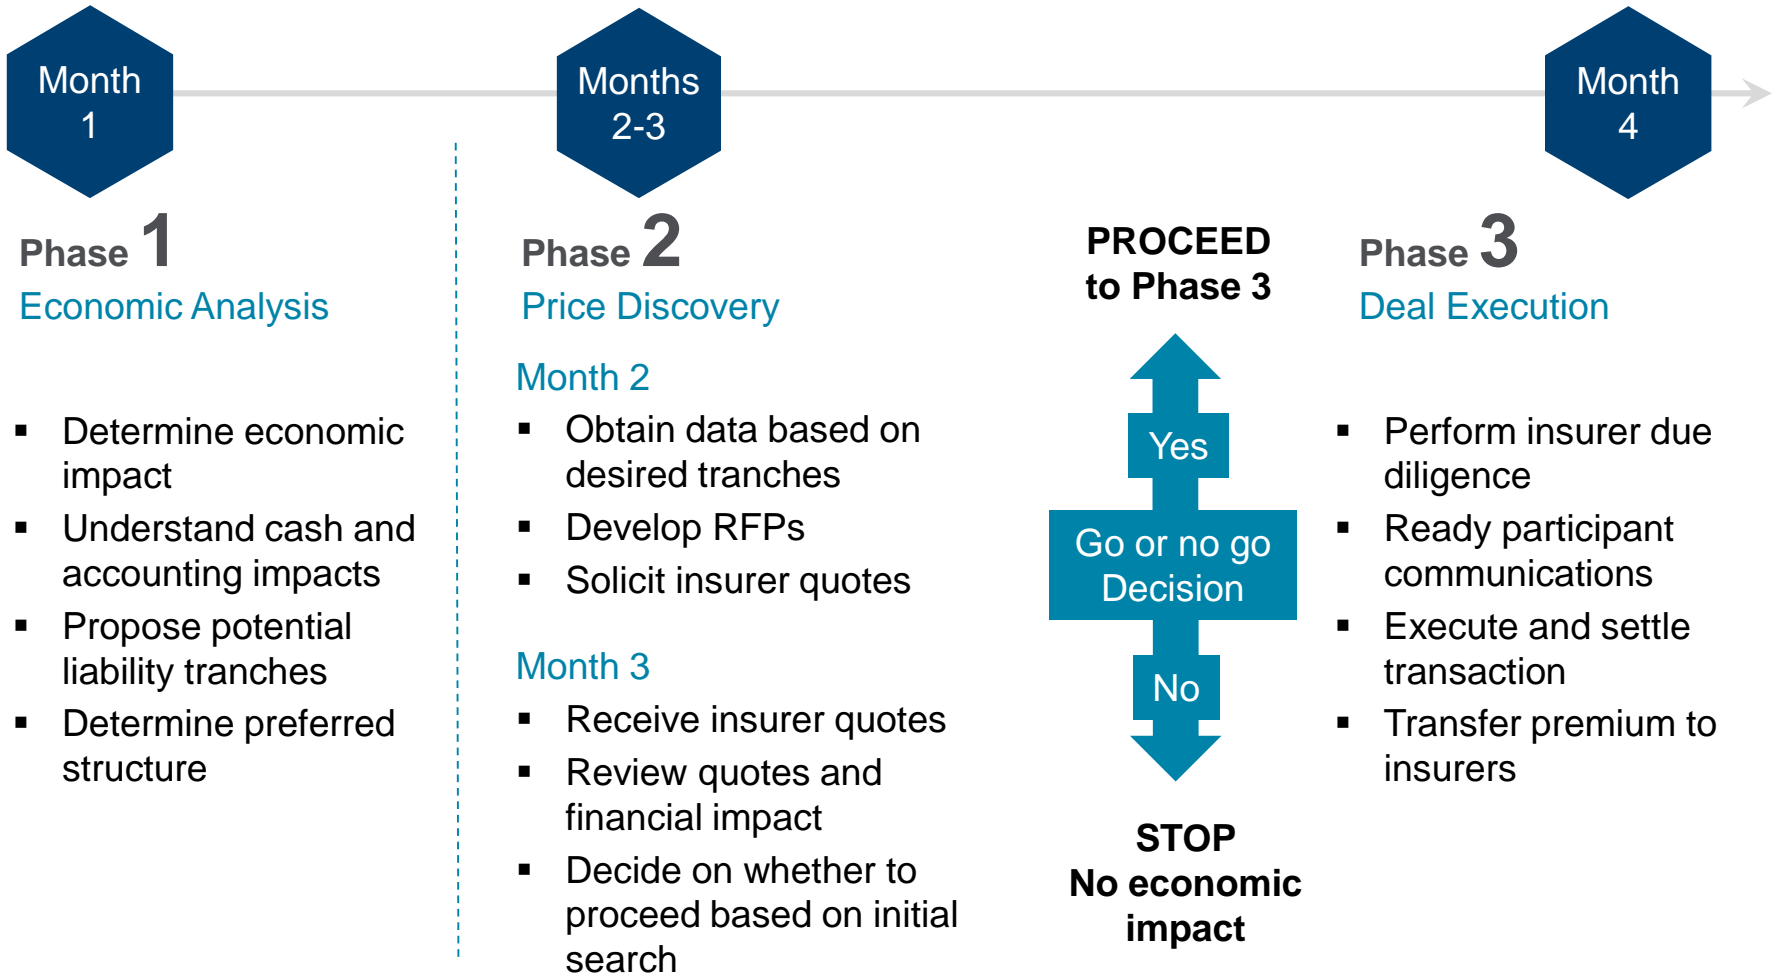 Month
1
Months
2-3
Month
4
Phase 1
Economic Analysis
▪ Determine economic
impact
▪ Understand cash and
accounting impacts
▪ Propose potential
liability tranches
▪ Determine preferred
structure
Phase 2
Price Discovery
Month 2
▪ Obtain data based on
desired tranches
▪ Develop RFPs
▪ Solicit insurer quotes
Month 3
▪ Receive insurer quotes
▪ Review quotes and
financial impact
▪ Decide on whether to
proceed based on initial
search
PROCEED
to Phase 3
Yes
Go or no go
Decision
No
STOP
No economic
impact
Phase 3
Deal Execution
▪ Perform insurer due
diligence
▪ Ready participant
communications
▪ Execute and settle
transaction
▪ Transfer premium to
insurers